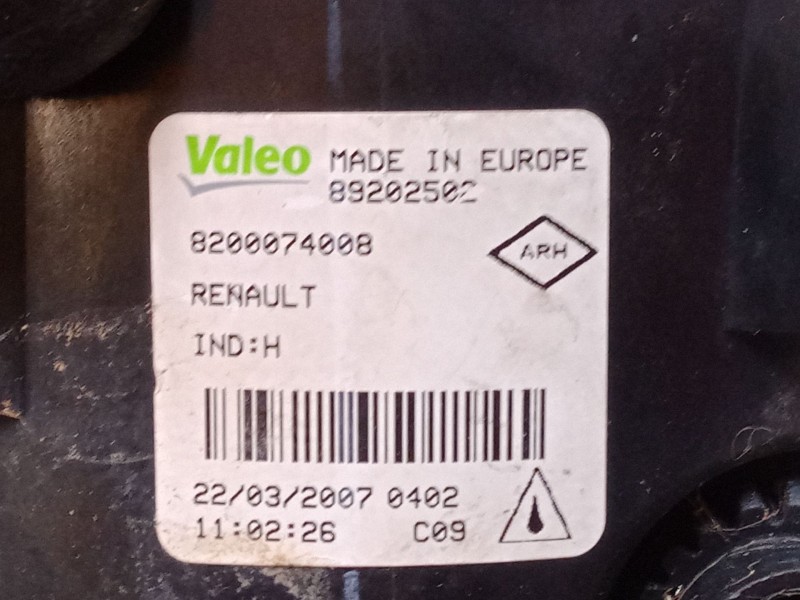 Valeo MADE IN EUROPE
89202502
8200074008
ARH
RENAULT
IND:H
22/03/2007 0402
11:02:26 C09